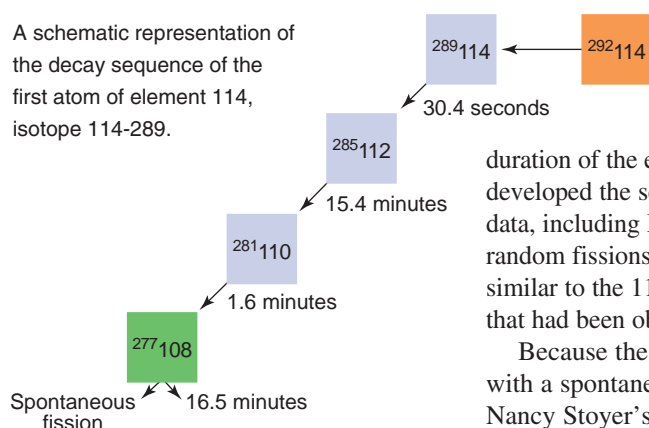 A schematic representation of
the decay sequence of the
first atom of element 114,
isotope 114-289.
²⁸⁹114
²⁹²114
30.4 seconds
²⁸⁵112
15.4 minutes
²⁸¹110
1.6 minutes
²⁷⁷108
Spontaneous
fission
16.5 minutes
duration of the
developed the
data, including
random fissions
similar to the
that had been
Because the
with a spontane
Nancy Stoyer's